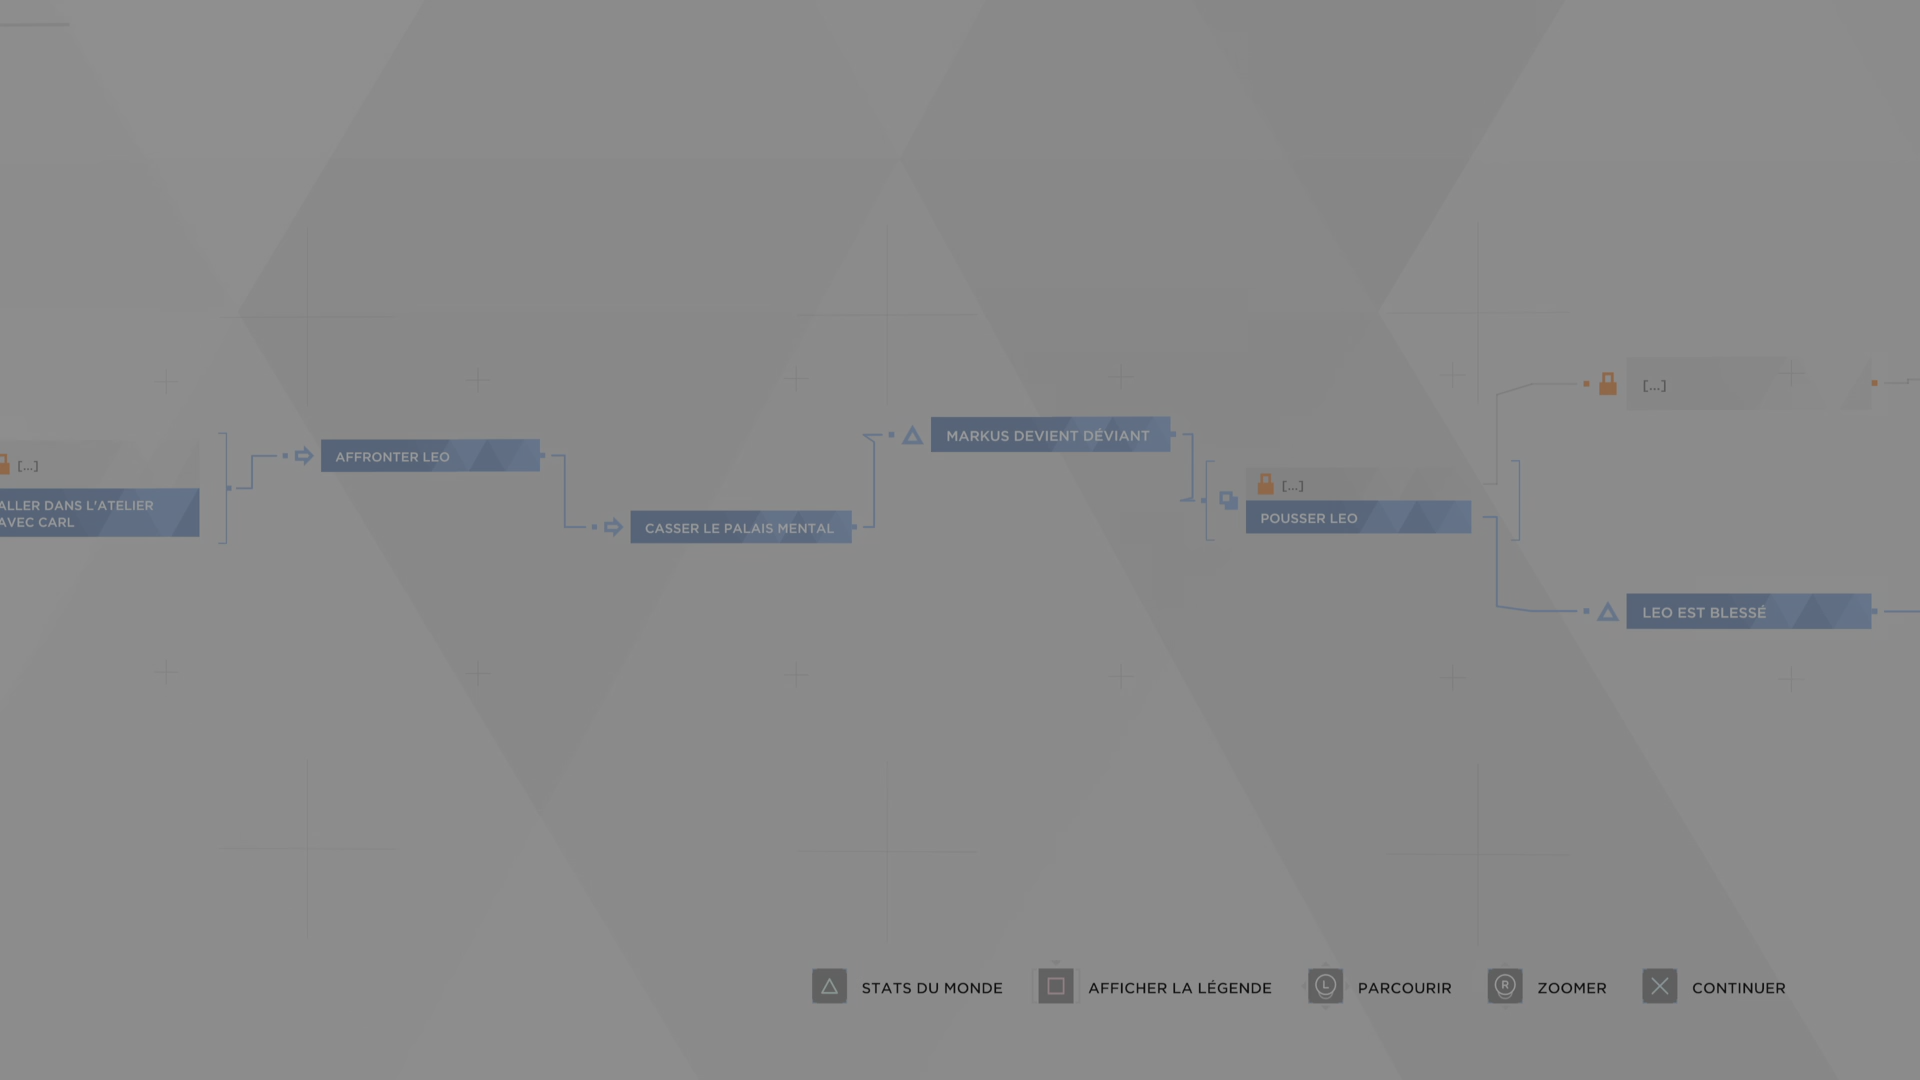 [...]
ALLER DANS L'ATELIER
AVEC CARL
AFFRONTER LEO
CASSER LE PALAIS MENTAL
MARKUS DEVIENT DÉVIANT
[...]
POUSSER LEO
[...]
LEO EST BLESSÉ
STATS DU MONDE
AFFICHER LA LÉGENDE
L PARCOURIR
R ZOOMER
CONTINUER